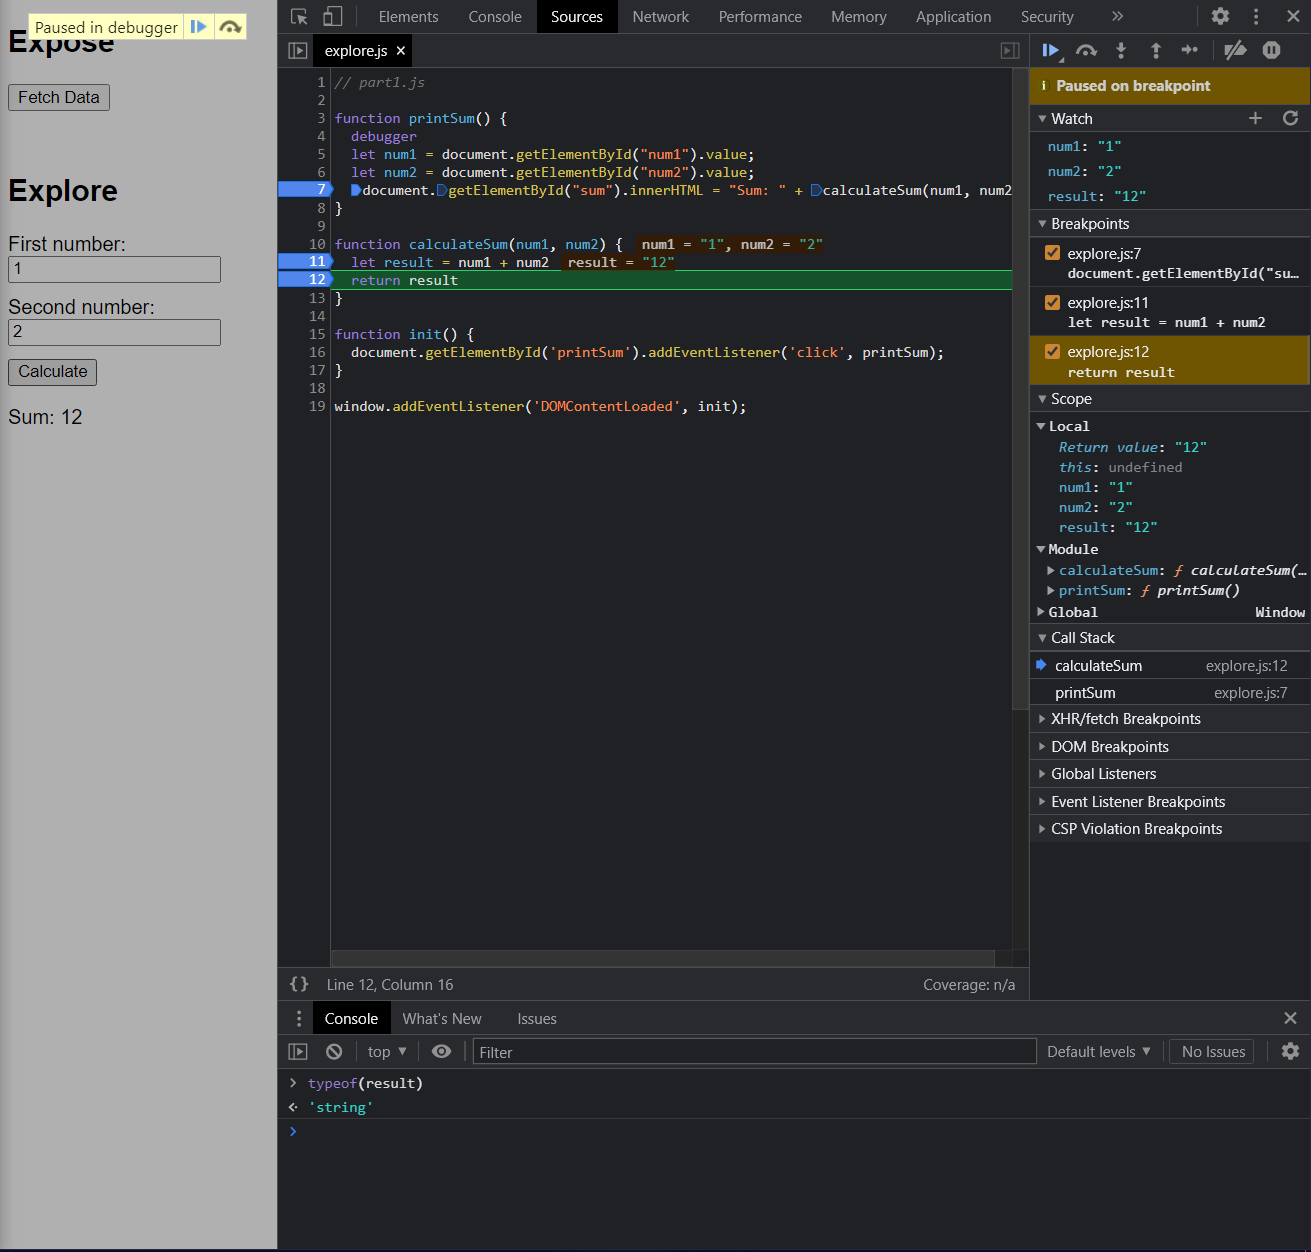 Paused in debugger
Expose
Fetch Data
Explore
First number:
1
Second number:
2
Calculate
Sum: 12
Elements Console Sources Network Performance Memory Application Security
explore.js
1 // part1.js
2
3 function printSum() {
4 debugger
5 let num1 = document.getElementById("num1").value;
6 let num2 = document.getElementById("num2").value;
7 document.getElementById("sum").innerHTML = "Sum: " + calculateSum(num1, num2
8 }
9
10 function calculateSum(num1, num2) { num1 = "1", num2 = "2"
11 let result = num1 + num2 result = "12"
12 return result
13 }
14
15 function init() {
16 document.getElementById('printSum').addEventListener('click', printSum);
17 }
18
19 window.addEventListener('DOMContentLoaded', init);
{} Line 12, Column 16 Coverage: n/a
Paused on breakpoint
Watch
num1: "1"
num2: "2"
result: "12"
Breakpoints
explore.js:7
document.getElementById("su…
explore.js:11
let result = num1 + num2
explore.js:12
return result
Scope
Local
Return value: "12"
this: undefined
num1: "1"
num2: "2"
result: "12"
Module
calculateSum: ƒ calculateSum(…
printSum: ƒ printSum()
Global Window
Call Stack
calculateSum explore.js:12
printSum explore.js:7
XHR/fetch Breakpoints
DOM Breakpoints
Global Listeners
Event Listener Breakpoints
CSP Violation Breakpoints
Console What's New Issues
top Filter Default levels No Issues
typeof(result)
'string'